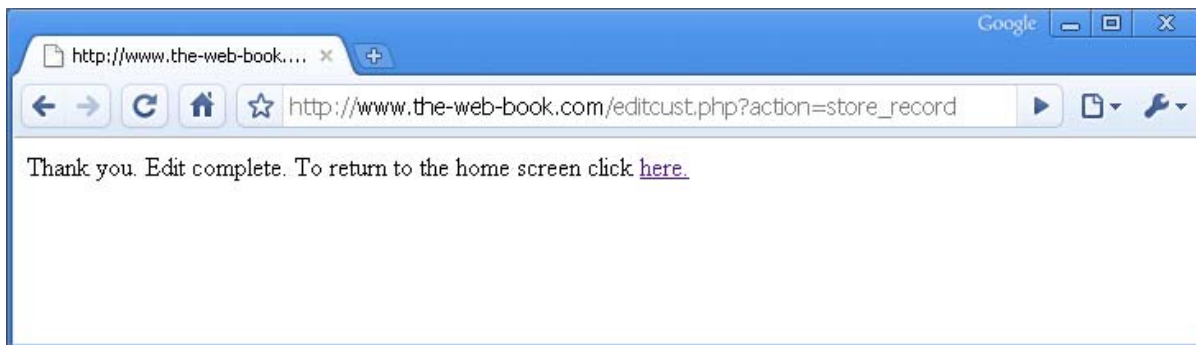 Google
http://www.the-web-book....
http://www.the-web-book.com/editcust.php?action=store_record
Thank you. Edit complete. To return to the home screen click here.